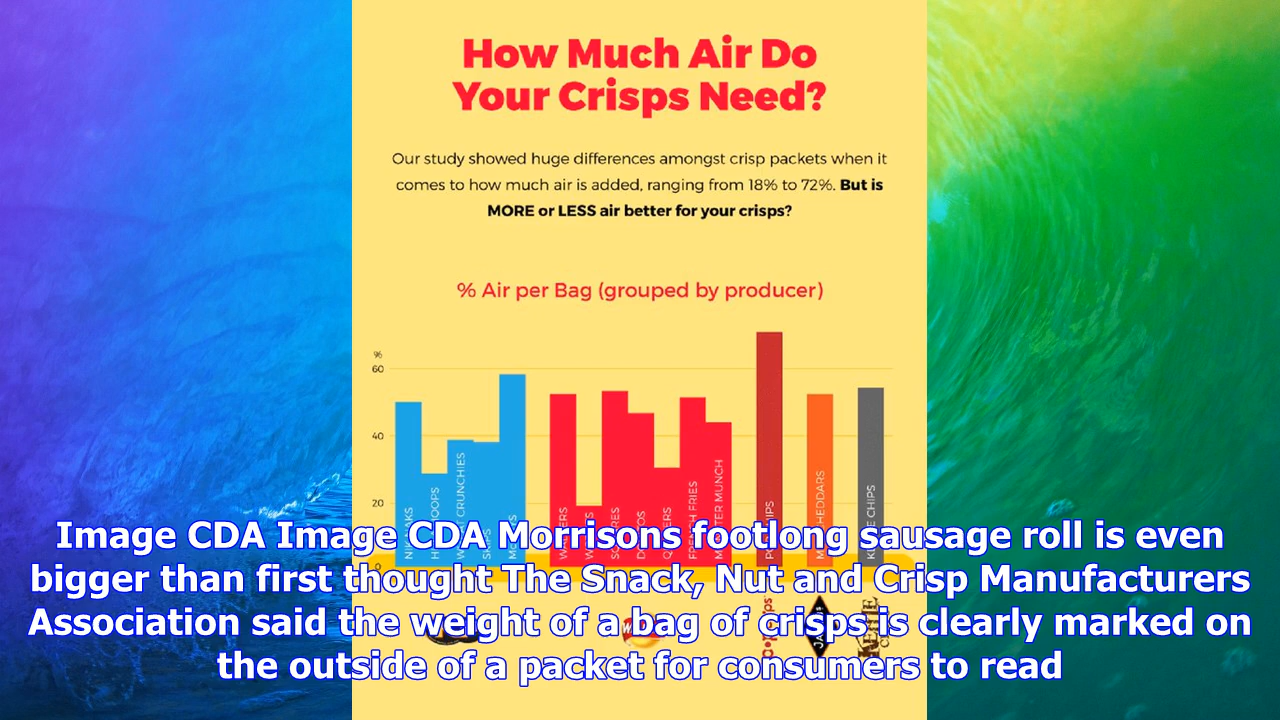 How Much Air Do
Your Crisps Need?
Our study showed huge differences amongst crisp packets when it
comes to how much air is added, ranging from 18% to 72%. But is
MORE or LESS air better for your crisps?
% Air per Bag (grouped by producer)
%
60
40
20
CRUNCHIES
FRENCH FRIES
MUNCH
CHEDDARS
CHIPS
Image CDA Image CDA Morrisons footlong sausage roll is even
bigger than first thought The Snack, Nut and Crisp Manufacturers
Association said the weight of a bag of crisps is clearly marked on
the outside of a packet for consumers to read